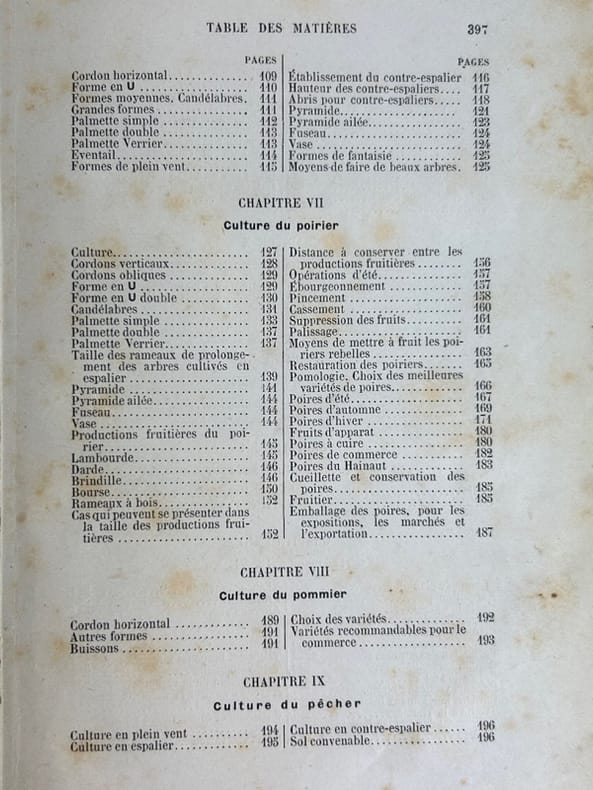 TABLE DES MATIÈRES 397
PAGES
Cordon horizontal.............. 109
Forme en U .................. 110
Formes moyennes. Candélabres. 111
Grandes formes ............... 111
Palmette simple .............. 112
Palmette double .............. 113
Palmette Verrier.............. 113
Eventail...................... 114
Formes de plein vent........... 115
PAGES
Établissement du contre-espalier 116
Hauteur des contre-espaliers.... 117
Abris pour contre-espaliers..... 118
Pyramide..................... 121
Pyramide ailée................ 123
Fuseau....................... 124
Vase ........................ 124
Formes de fantaisie ........... 125
Moyens de faire de beaux arbres. 125
CHAPITRE VII
Culture du poirier
Culture....................... 127
Cordons verticaux............. 128
Cordons obliques ............. 129
Forme en U .................. 129
Forme en U double ........... 130
Candélabres .................. 131
Palmette simple .............. 133
Palmette double .............. 137
Palmette Verrier.............. 137
Taille des rameaux de prolonge-
ment des arbres cultivés en
espalier .................... 139
Pyramide .................... 141
Pyramide ailée................ 144
Fuseau....................... 144
Vase ........................ 144
Productions fruitières du poi-
rier........................ 145
Lambourde................... 145
Darde........................ 146
Brindille..................... 146
Bourse....................... 150
Rameaux à bois............... 152
Cas qui peuvent se présenter dans
la taille des productions frui-
tières ...................... 152
Distance à conserver entre les
productions fruitières ........ 156
Opérations d'été............... 157
Ébourgeonnement ............. 157
Pincement ................... 158
Cassement ................... 160
Suppression des fruits.......... 161
Palissage..................... 161
Moyens de mettre à fruit les poi-
riers rebelles ............... 163
Restauration des poiriers....... 165
Pomologie. Choix des meilleures
variétés de poires............ 166
Poires d'été................... 167
Poires d'automne ............. 169
Poires d'hiver ................ 171
Fruits d'apparat .............. 180
Poires à cuire ................ 180
Poires de commerce ........... 182
Poires du Hainaut ............ 183
Cueillette et conservation des
poires...................... 185
Fruitier...................... 185
Emballage des poires, pour les
expositions, les marchés et
l'exportation................ 187
CHAPITRE VIII
Culture du pommier
Cordon horizontal ............ 189
Autres formes ................ 191
Buissons ..................... 191
Choix des variétés............. 192
Variétés recommandables pour le
commerce .................. 193
CHAPITRE IX
Culture du pêcher
Culture en plein vent .......... 194
Culture en espalier............ 195
Culture en contre-espalier...... 196
Sol convenable................ 196